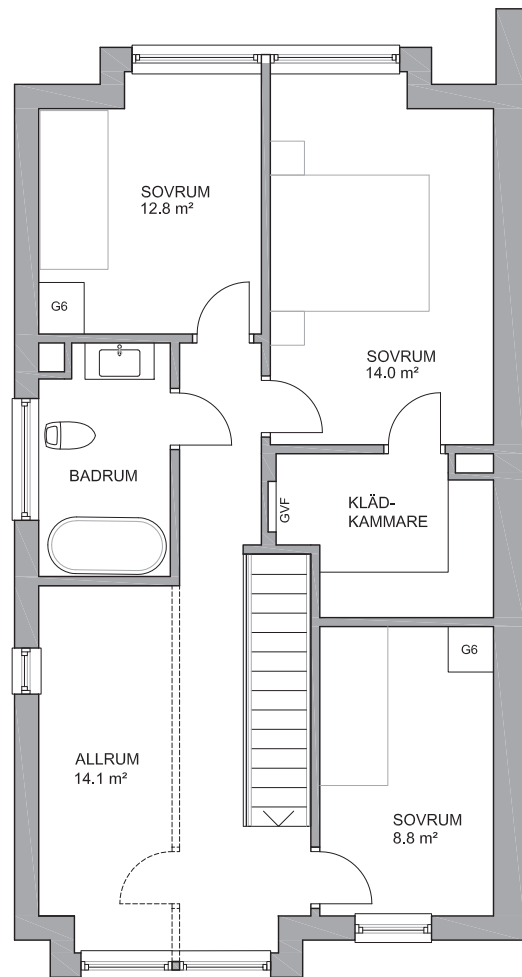 SOVRUM
12.8 m²
G6
SOVRUM
14.0 m²
BADRUM
GVF
KLÄD-
KAMMARE
G6
ALLRUM
14.1 m²
SOVRUM
8.8 m²